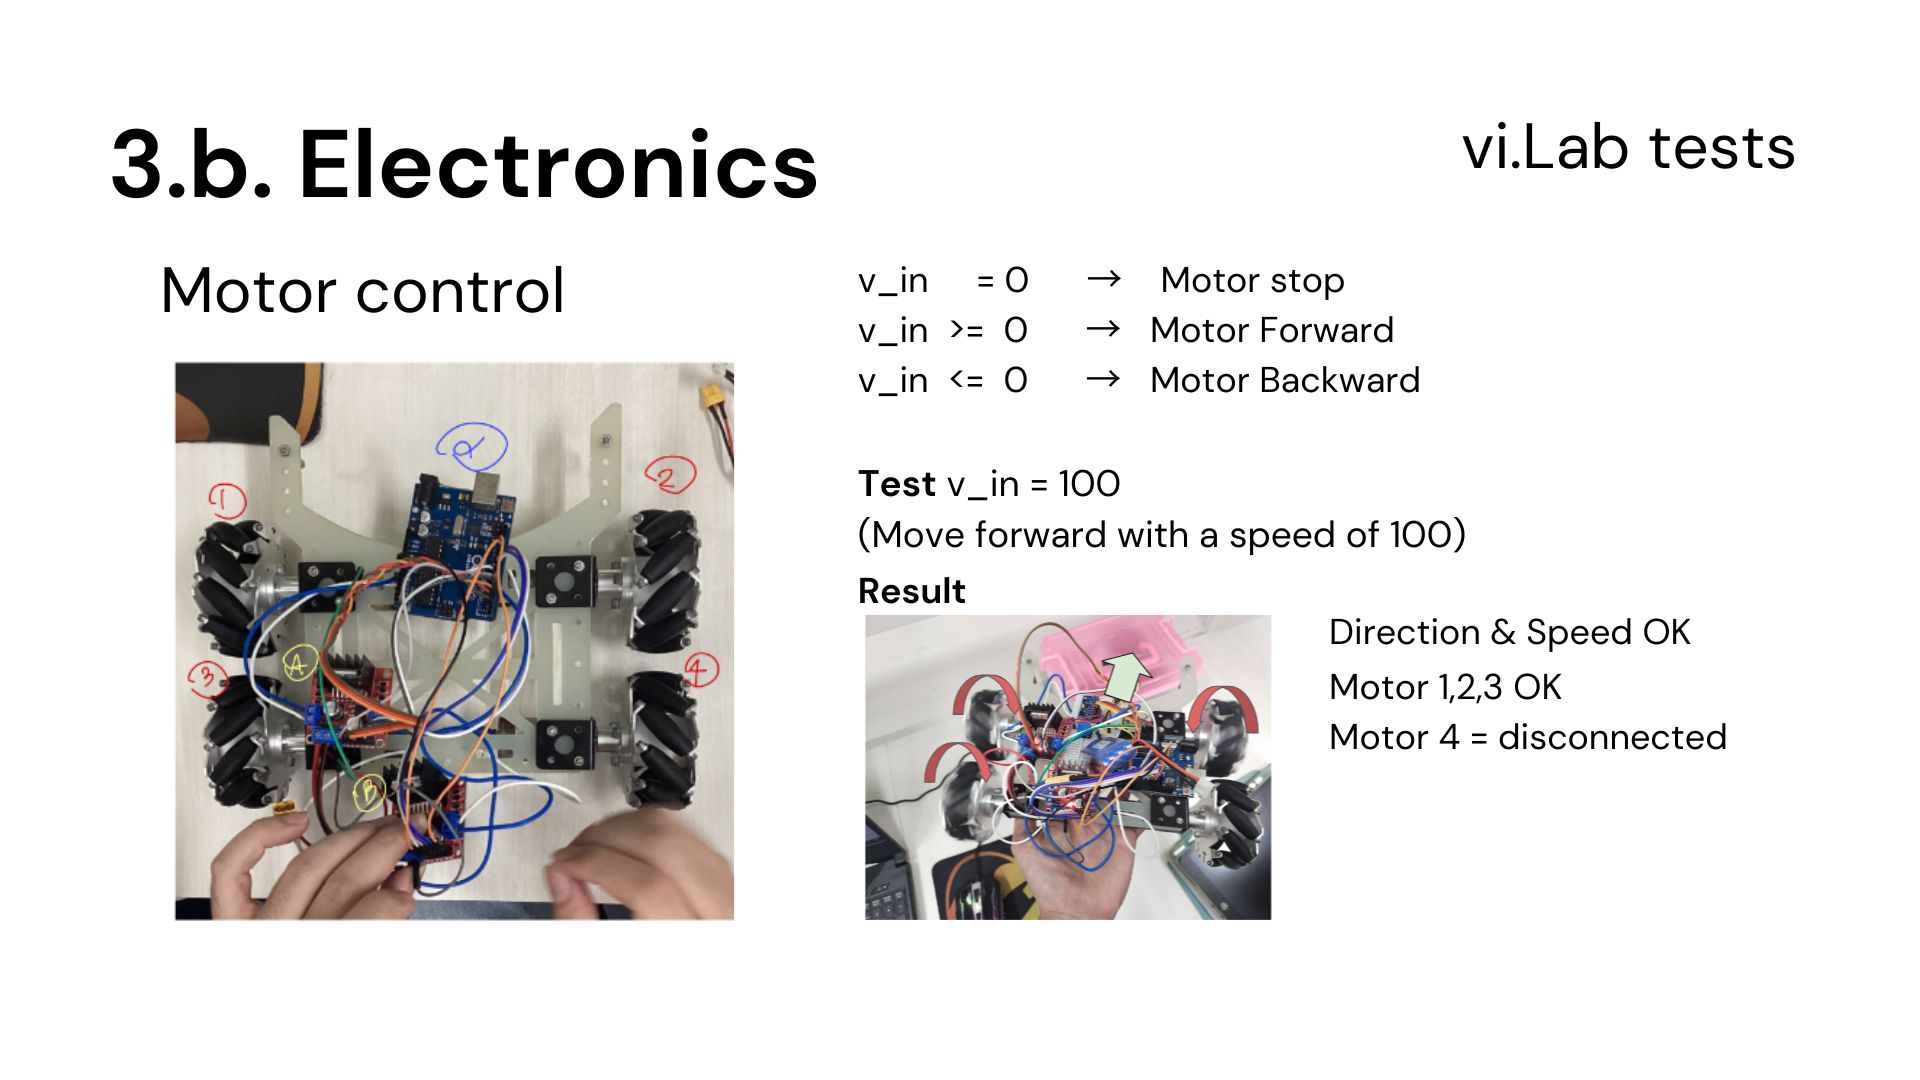 3.b. Electronics
vi.Lab tests
Motor control
v_in = 0 → Motor stop
v_in >= 0 → Motor Forward
v_in <= 0 → Motor Backward
Test v_in = 100
(Move forward with a speed of 100)
Result
Direction & Speed OK
Motor 1,2,3 OK
Motor 4 = disconnected
α
1
2
A
3
4
B